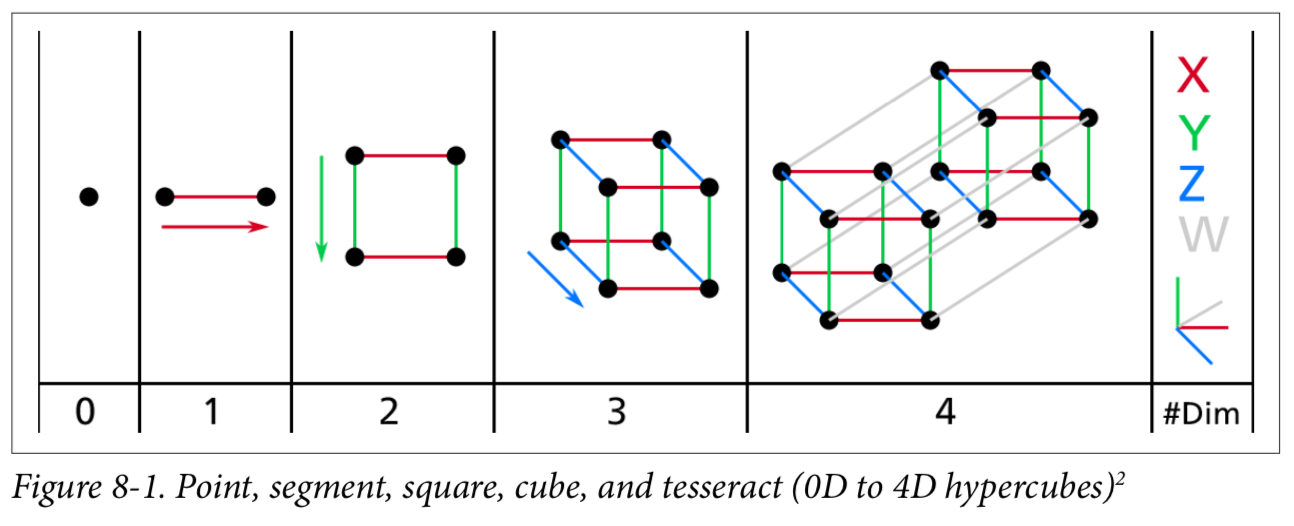 X
Y
Z
W
0 1 2 3 4 #Dim
Figure 8-1. Point, segment, square, cube, and tesseract (0D to 4D hypercubes)²